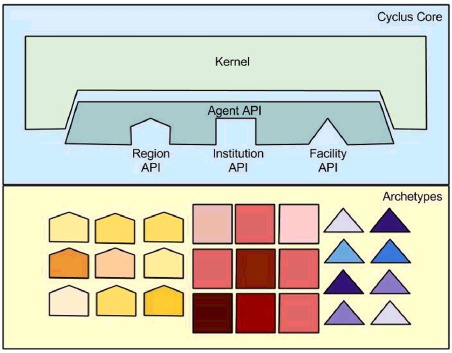 Cyclus Core
Kernel
Agent API
Region
API
Institution
API
Facility
API
Archetypes